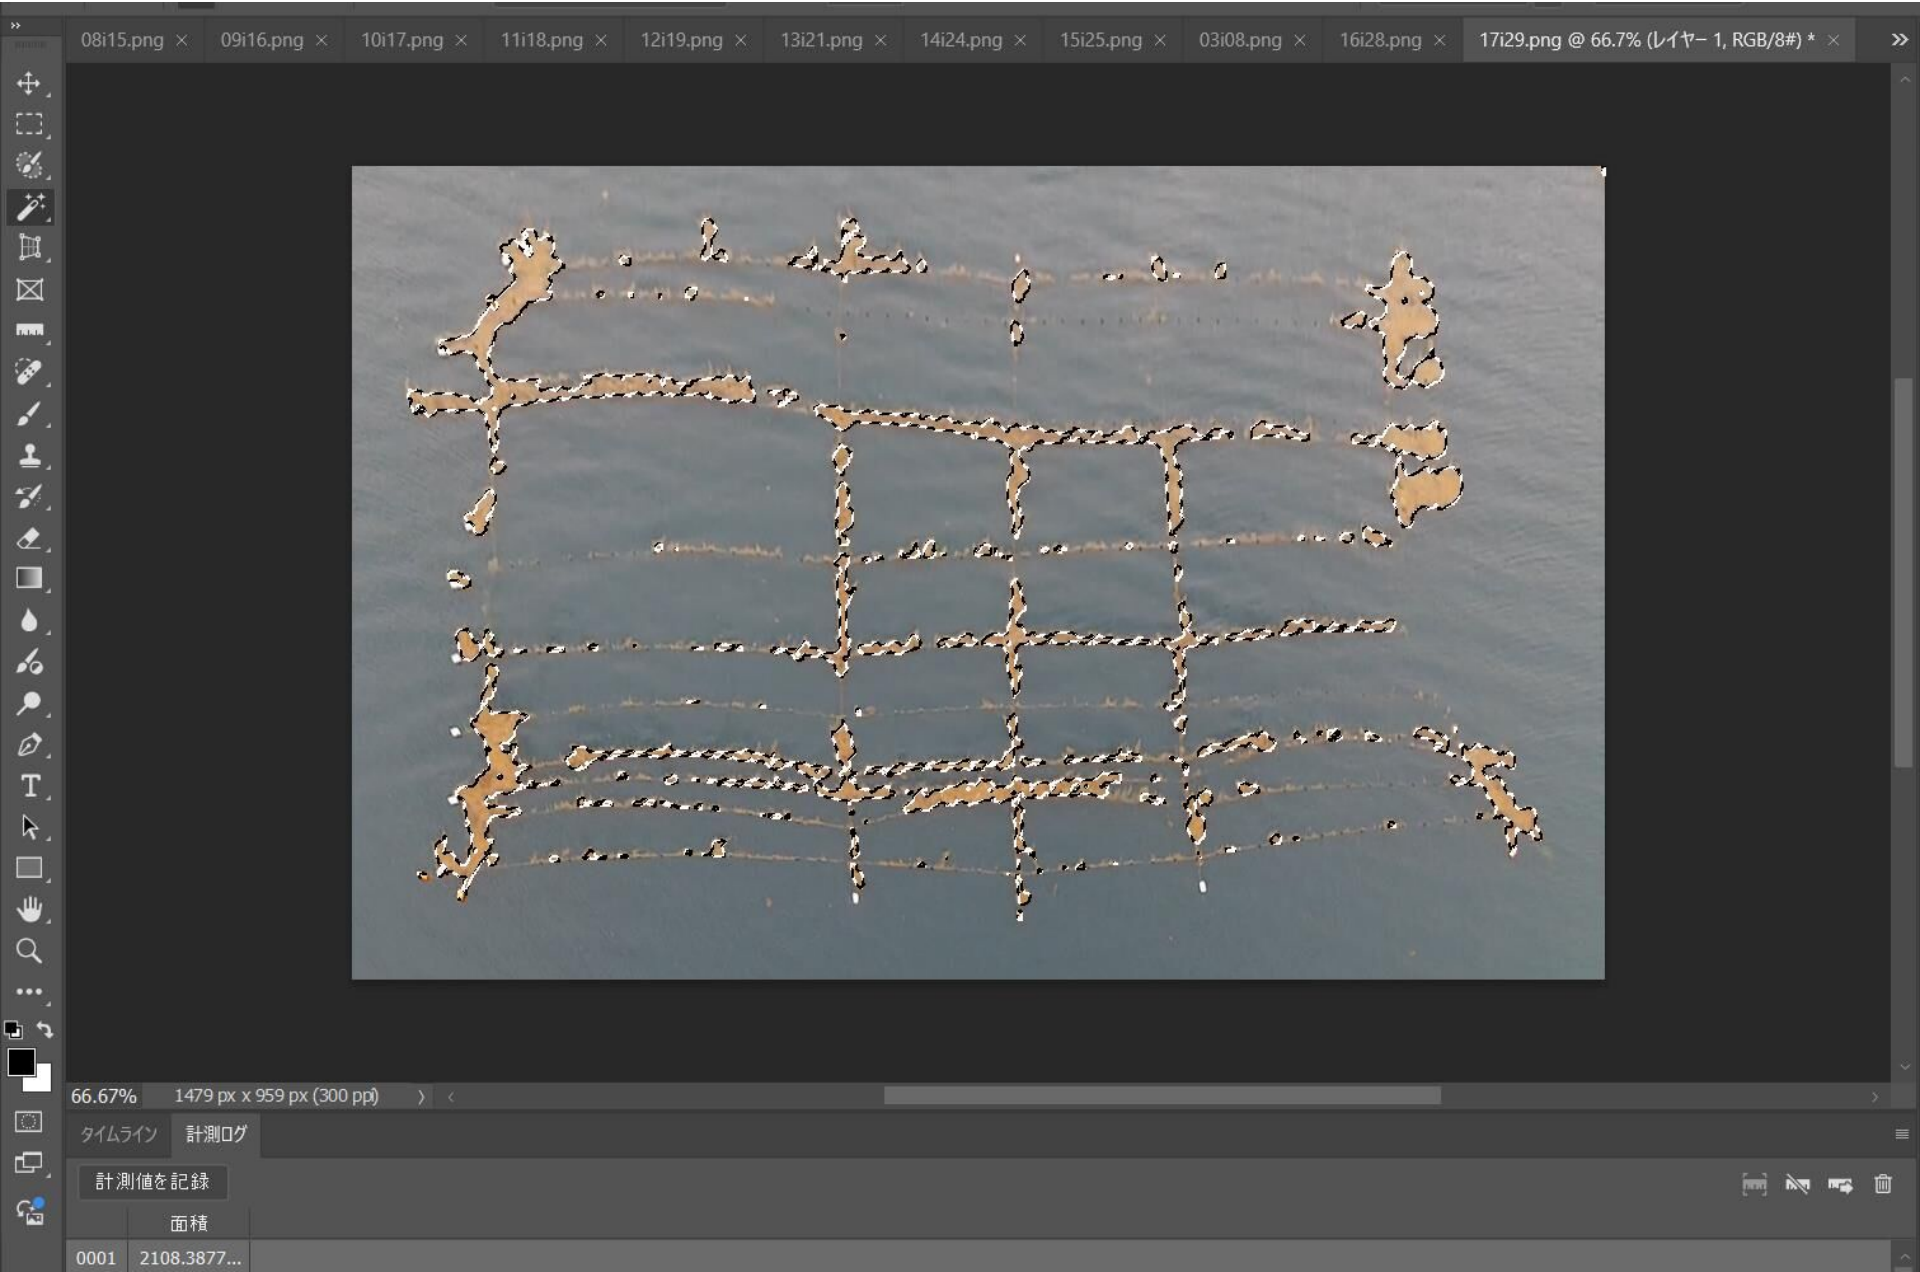 08i15.png × 09i16.png × 10i17.png × 11i18.png × 12i19.png × 13i21.png × 14i24.png × 15i25.png × 03i08.png × 16i28.png × 17i29.png @ 66.7% (レイヤー 1, RGB/8#) * ×
T
66.67% 1479 px x 959 px (300 ppi)
タイムライン 計測ログ
計測値を記録
面積
0001 2108.3877...